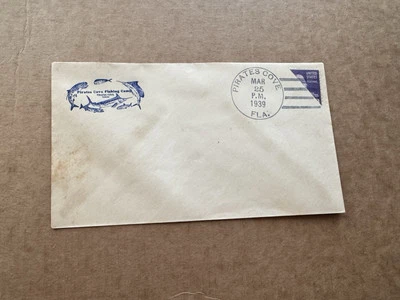 Pirates Cove Fishing Camp
PIRATES COVE
MAR
25
P.M.
1939
FLA.